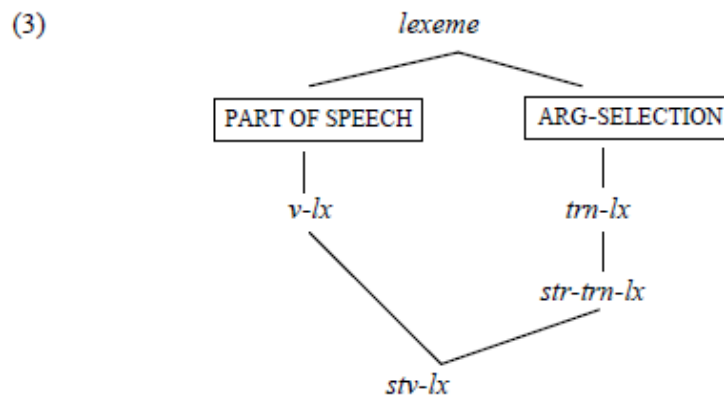 (3) lexeme
PART OF SPEECH ARG-SELECTION
v-lx trn-lx
str-trn-lx
stv-lx